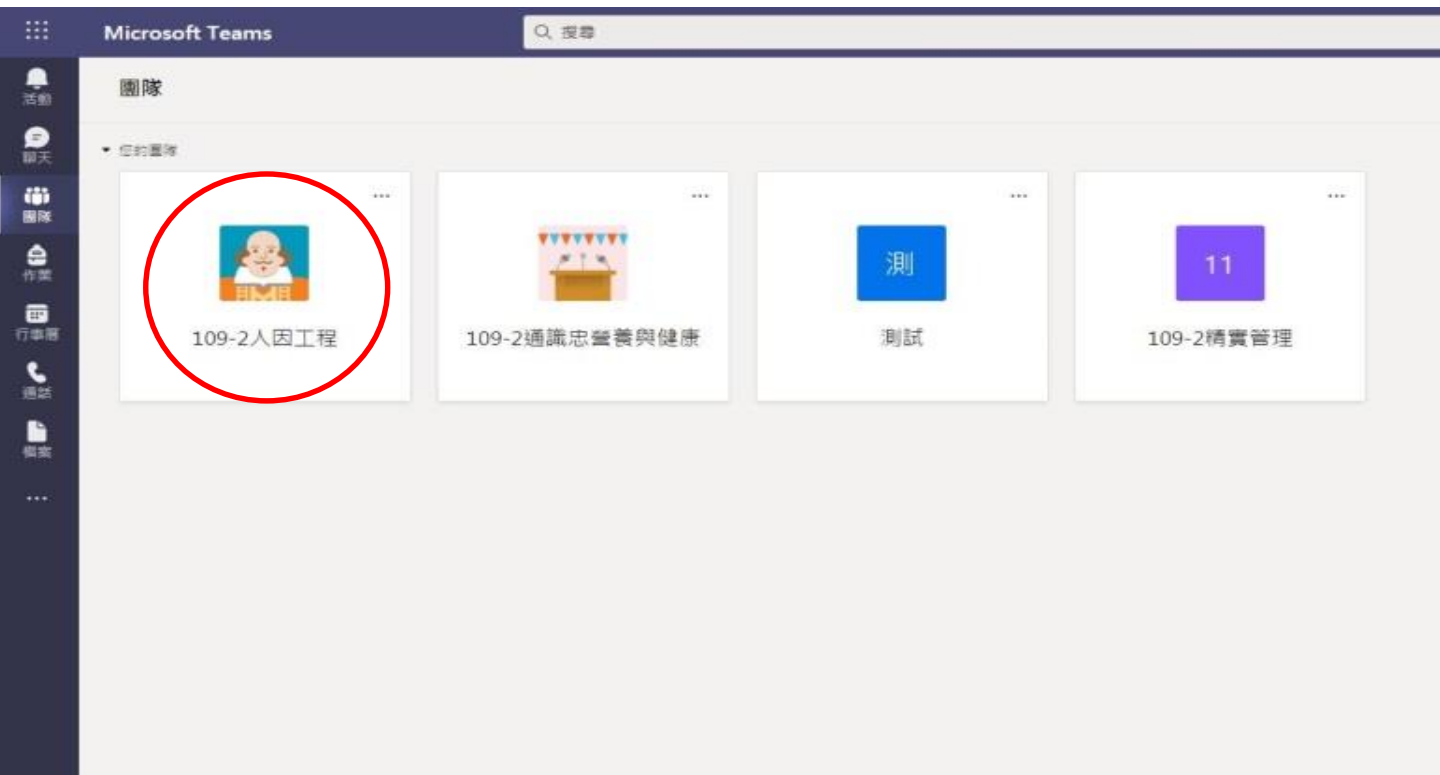 Microsoft Teams
搜尋
活動
聊天
團隊
作業
行事曆
通話
檔案
團隊
您的團隊
109-2人因工程
109-2通識忠營養與健康
測
測試
11
109-2精實管理